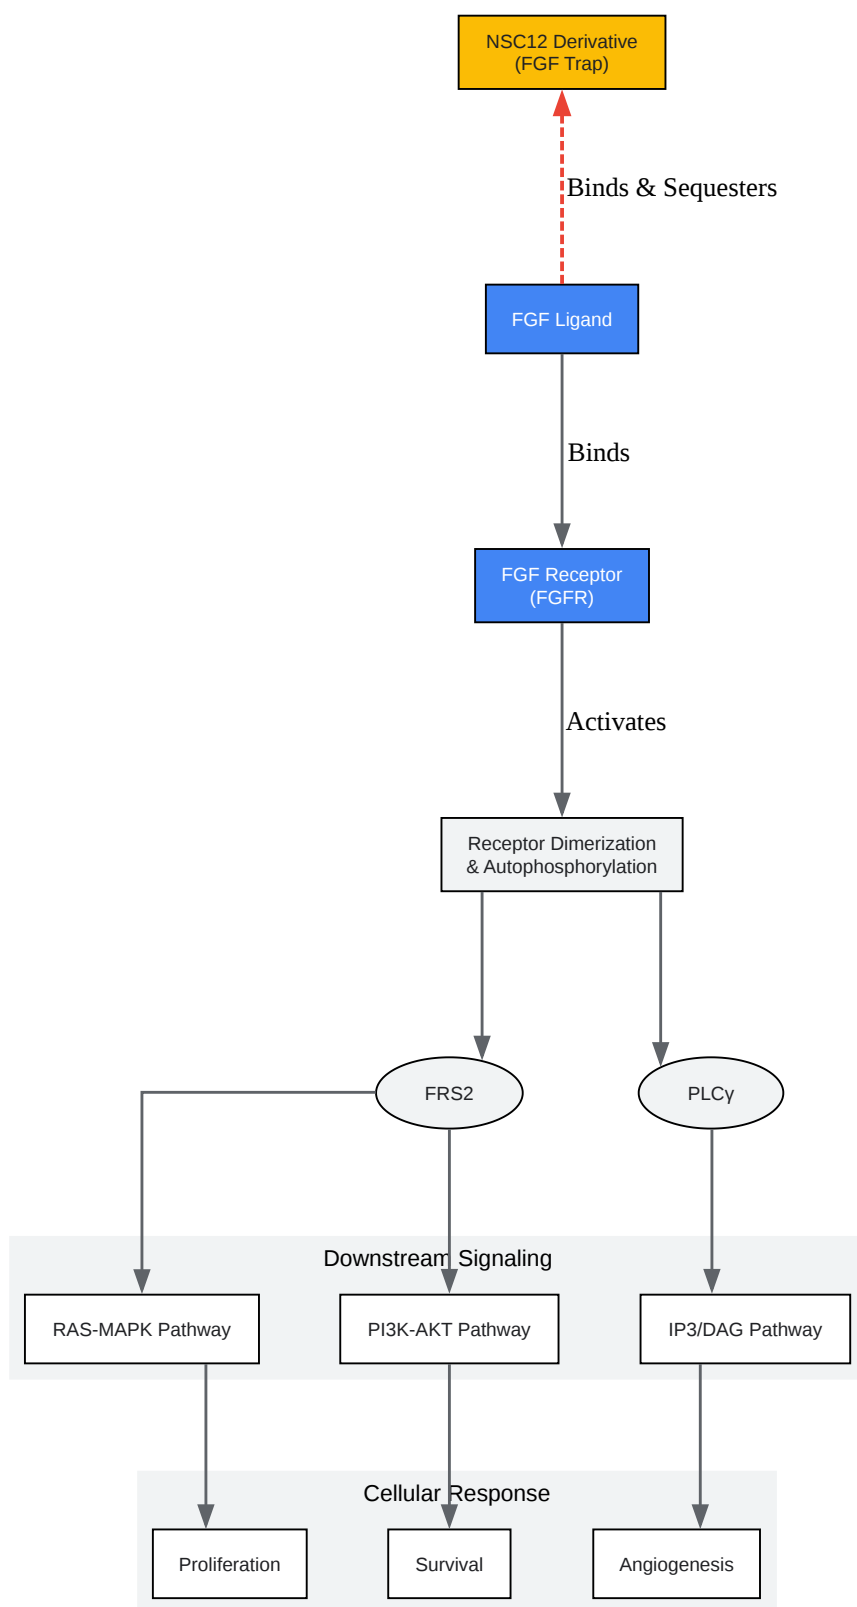 NSC12 Derivative
(FGF Trap)
Binds & Sequesters
FGF Ligand
Binds
FGF Receptor
(FGFR)
Activates
Receptor Dimerization
& Autophosphorylation
FRS2
PLCγ
Downstream Signaling
RAS-MAPK Pathway
PI3K-AKT Pathway
IP3/DAG Pathway
Cellular Response
Proliferation
Survival
Angiogenesis